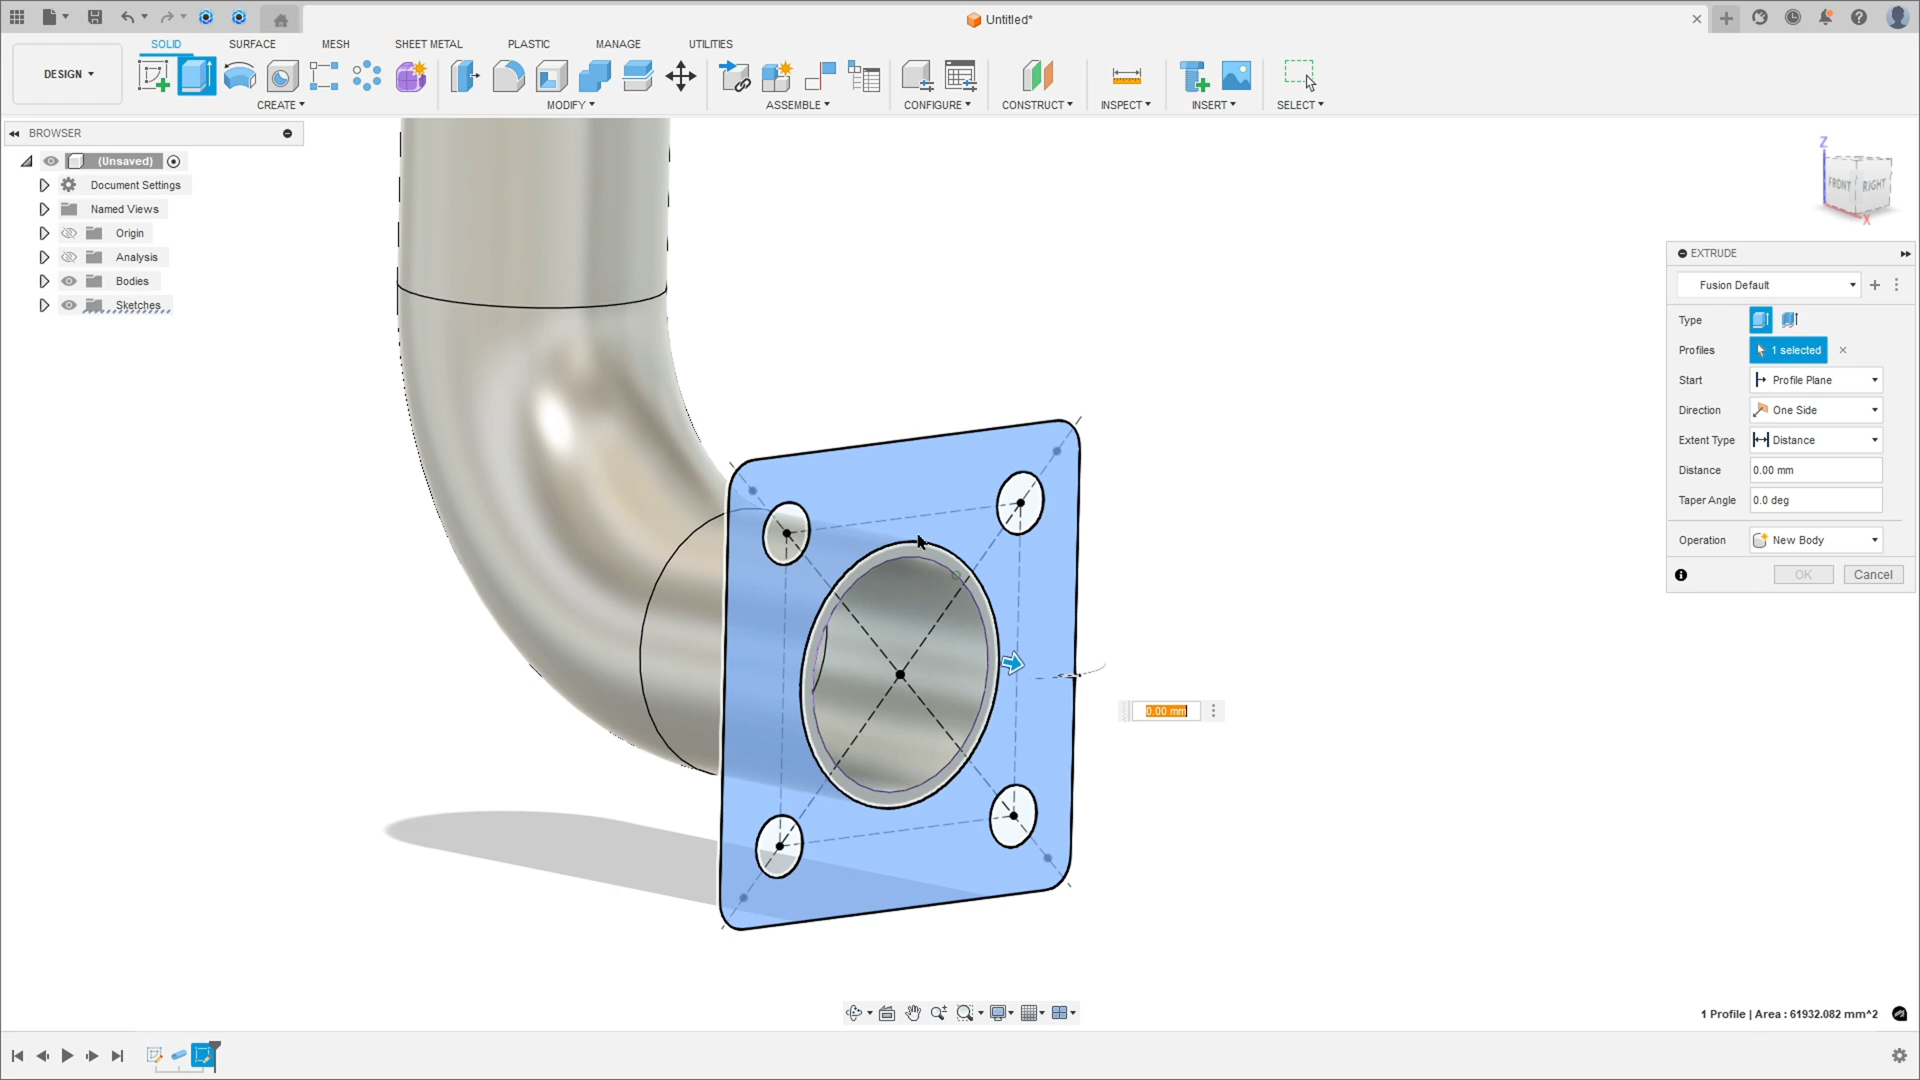 Untitled*
SOLID SURFACE MESH SHEET METAL PLASTIC MANAGE UTILITIES
DESIGN
CREATE MODIFY ASSEMBLE CONFIGURE CONSTRUCT INSPECT INSERT SELECT
BROWSER
(Unsaved)
Document Settings
Named Views
Origin
Analysis
Bodies
Sketches
Z
FRONT RIGHT
X
EXTRUDE
Fusion Default
Type
Profiles 1 selected
Start Profile Plane
Direction One Side
Extent Type Distance
Distance 0.00 mm
Taper Angle 0.0 deg
Operation New Body
OK Cancel
0.00 mm
1 Profile | Area : 61932.082 mm^2